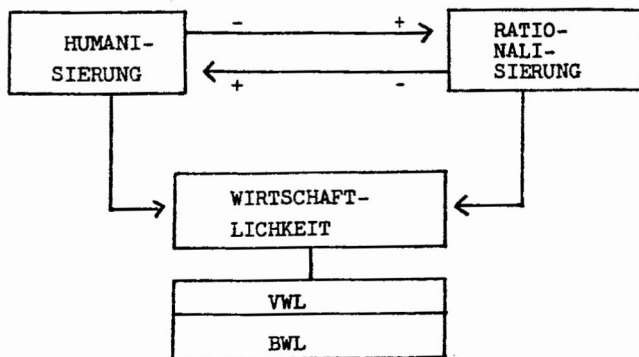 HUMANI-
SIERUNG
- +
+ -
RATIO-
NALI-
SIERUNG
WIRTSCHAFT-
LICHKEIT
VWL
BWL